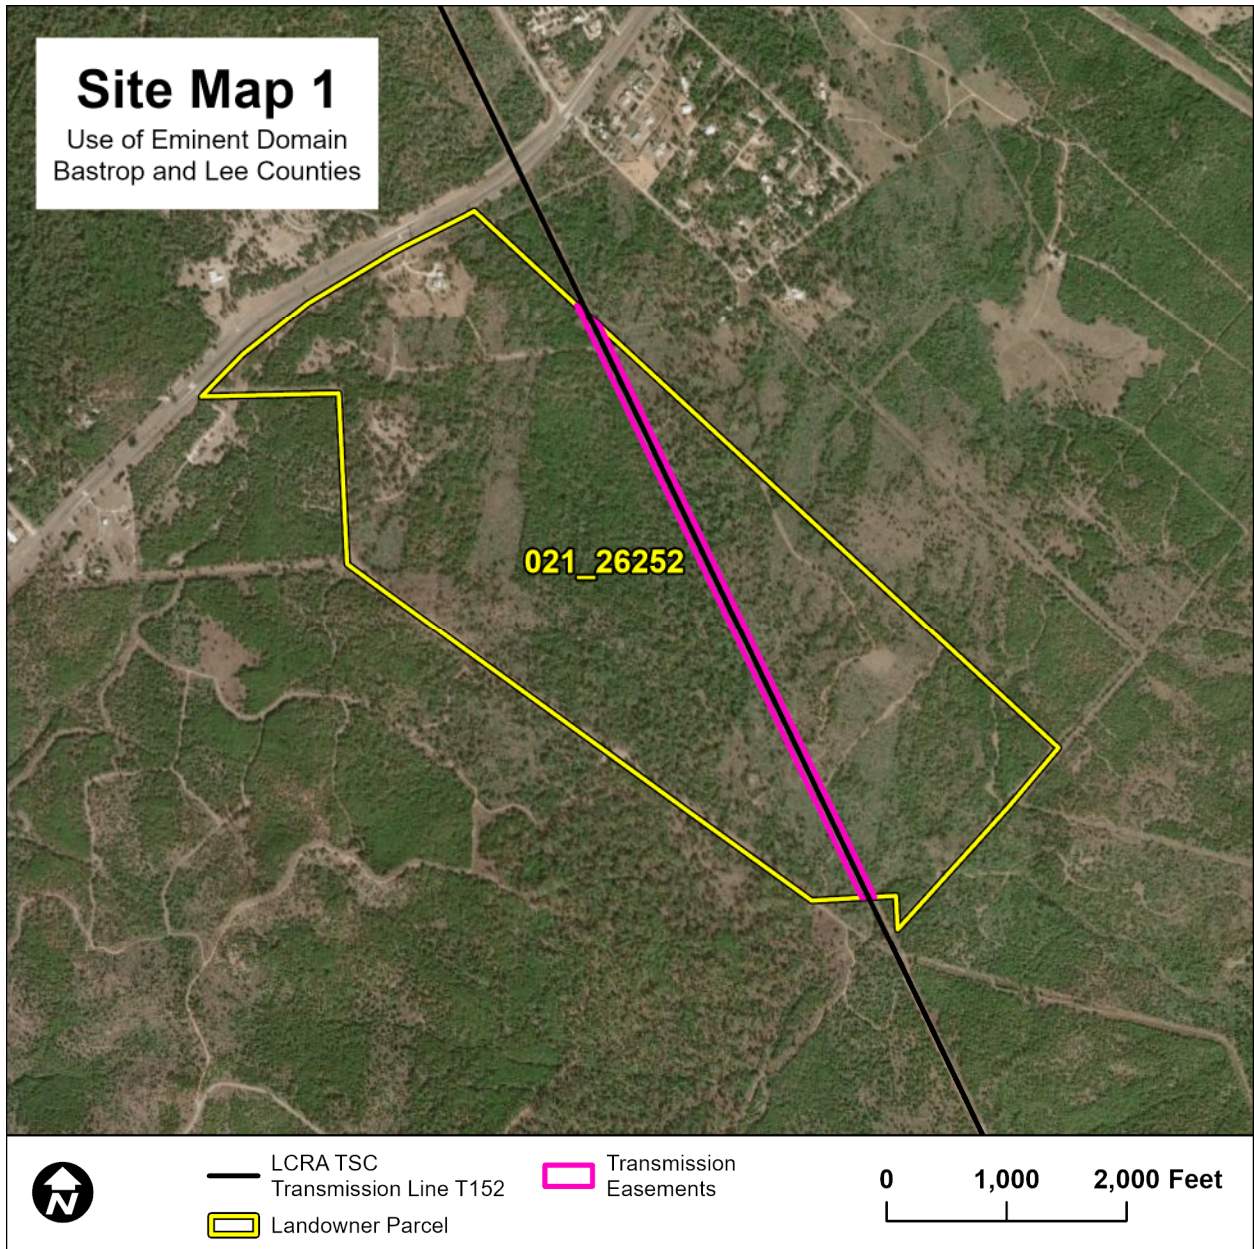 Site Map 1
Use of Eminent Domain
Bastrop and Lee Counties
021_26252
N
LCRA TSC
Transmission Line T152
Landowner Parcel
Transmission
Easements
0 1,000 2,000 Feet